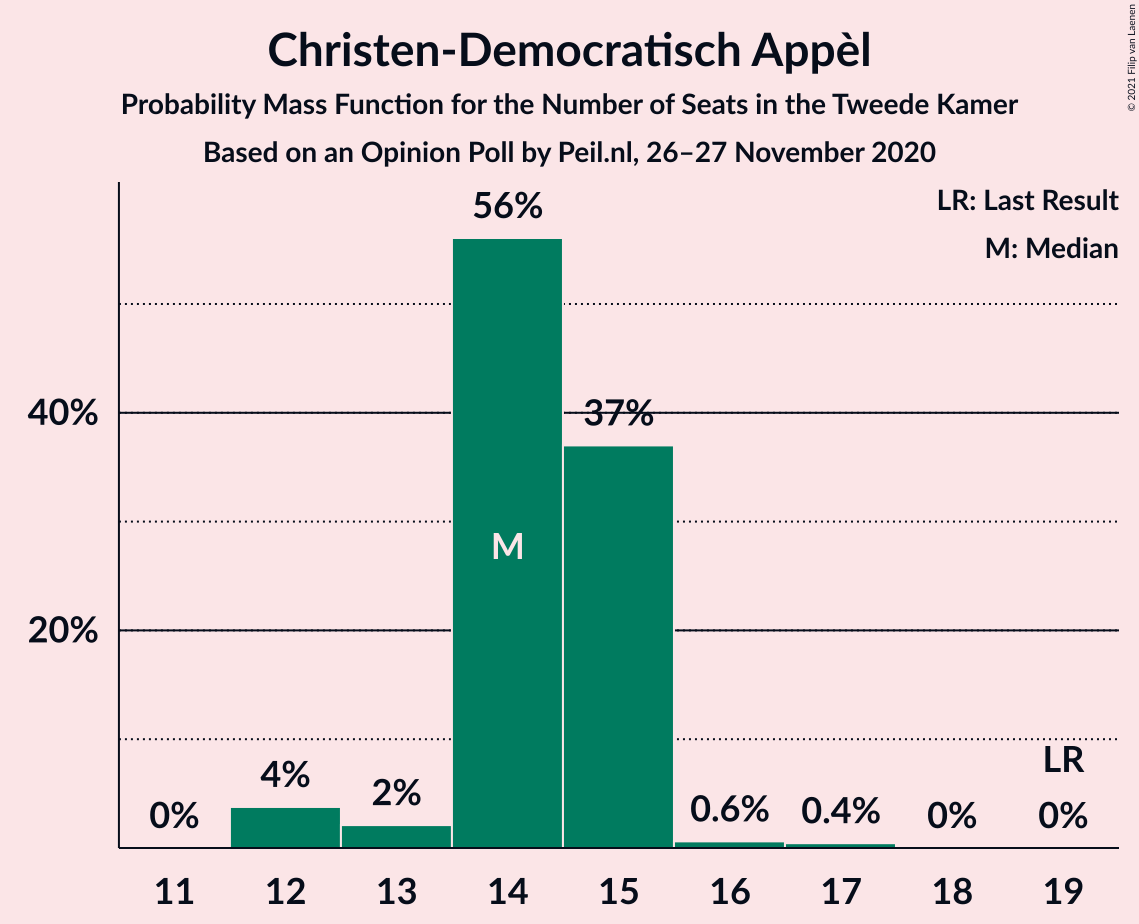 Christen-Democratisch Appèl
Probability Mass Function for the Number of Seats in the Tweede Kamer
Based on an Opinion Poll by Peil.nl, 26–27 November 2020
© 2021 Filip van Laenen
LR: Last Result
M: Median
56%
40%
37%
M
20%
LR
4%
2%
0%
0.6%
0.4%
0%
0%
11 12 13 14 15 16 17 18 19